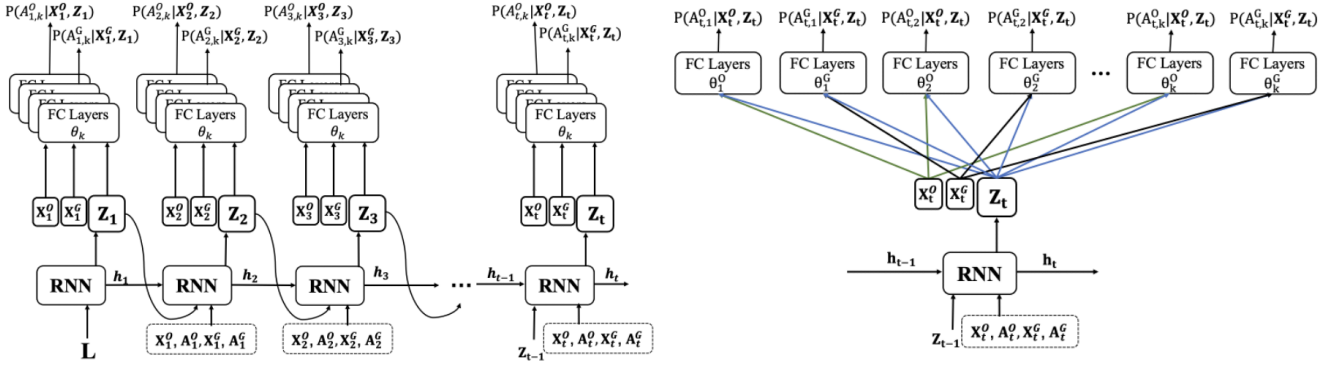 P(A^O_{1,k}|X^O_1, Z_1) P(A^O_{2,k}|X^O_2, Z_2) P(A^O_{3,k}|X^O_3, Z_3) P(A^O_{t,k}|X^O_t, Z_t)
P(A^G_{1,k}|X^G_1, Z_1) P(A^G_{2,k}|X^G_2, Z_2) P(A^G_{3,k}|X^G_3, Z_3) P(A^G_{t,k}|X^G_t, Z_t)
FC Layers θ_k FC Layers θ_k FC Layers θ_k FC Layers θ_k
X^O_1 X^G_1 Z_1 X^O_2 X^G_2 Z_2 X^O_3 X^G_3 Z_3 X^O_t X^G_t Z_t
RNN h_1 RNN h_2 RNN h_3 ... h_{t-1} RNN h_t
L X^O_1, A^O_1, X^G_1, A^G_1 X^O_2, A^O_2, X^G_2, A^G_2 Z_{t-1} X^O_t, A^O_t, X^G_t, A^G_t
P(A^O_{t,1}|X^O_t, Z_t) P(A^G_{t,1}|X^G_t, Z_t) P(A^O_{t,2}|X^O_t, Z_t) P(A^G_{t,2}|X^G_t, Z_t) P(A^O_{t,k}|X^O_t, Z_t) P(A^G_{t,k}|X^G_t, Z_t)
FC Layers FC Layers FC Layers FC Layers ... FC Layers FC Layers
θ^O_1 θ^G_1 θ^O_2 θ^G_2 θ^O_k θ^G_k
X^O_t X^G_t Z_t
h_{t-1} RNN h_t
Z_{t-1} X^O_t, A^O_t, X^G_t, A^G_t